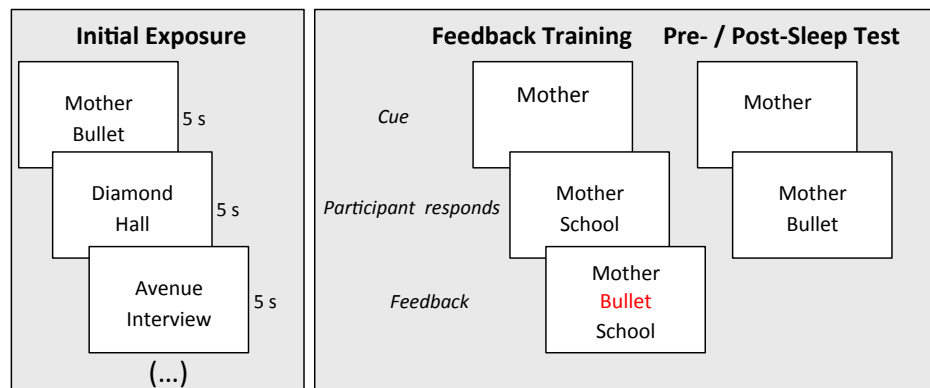 Initial Exposure
Mother
Bullet
5 s
Diamond
Hall
5 s
Avenue
Interview
5 s
(...)
Feedback Training
Pre- / Post-Sleep Test
Cue
Mother
Mother
Participant responds
Mother
School
Mother
Bullet
Feedback
Mother
Bullet
School